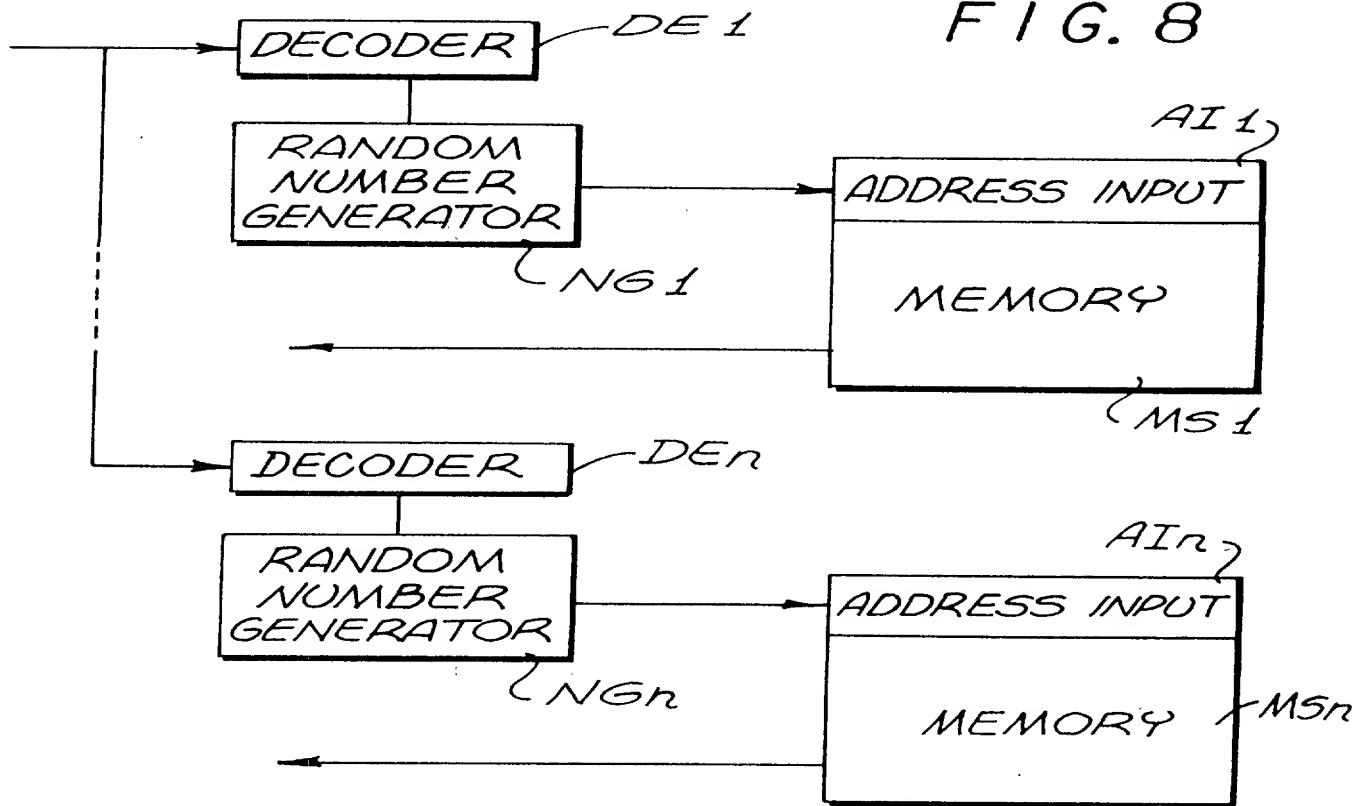 FIG. 8
DECODER
DE 1
RANDOM
NUMBER
GENERATOR
NG 1
AI 1
ADDRESS INPUT
MEMORY
MS 1
DECODER
DEn
RANDOM
NUMBER
GENERATOR
NGn
AIn
ADDRESS INPUT
MEMORY
MSn